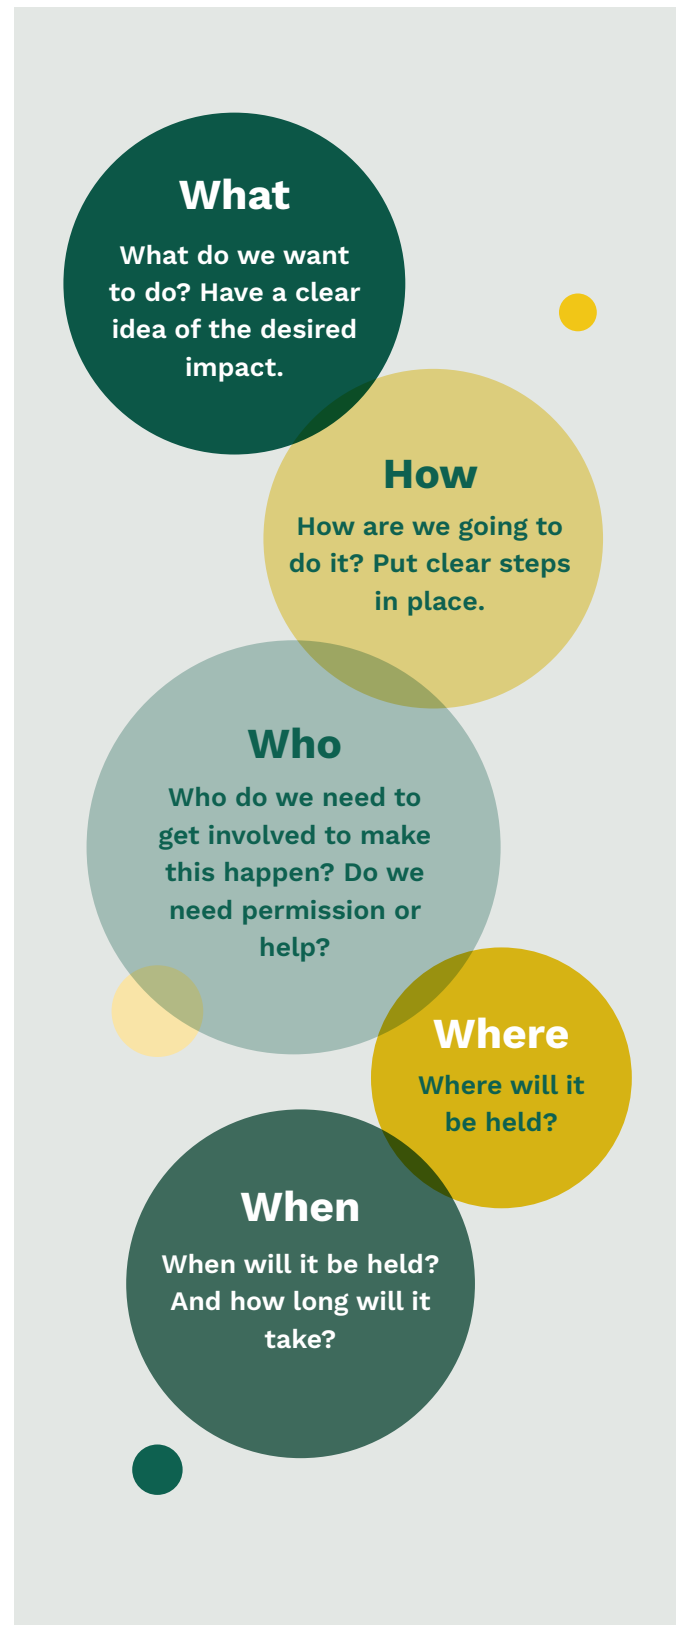 What
What do we want
to do? Have a clear
idea of the desired
impact.
How
How are we going to
do it? Put clear steps
in place.
Who
Who do we need to
get involved to make
this happen? Do we
need permission or
help?
Where
Where will it
be held?
When
When will it be held?
And how long will it
take?